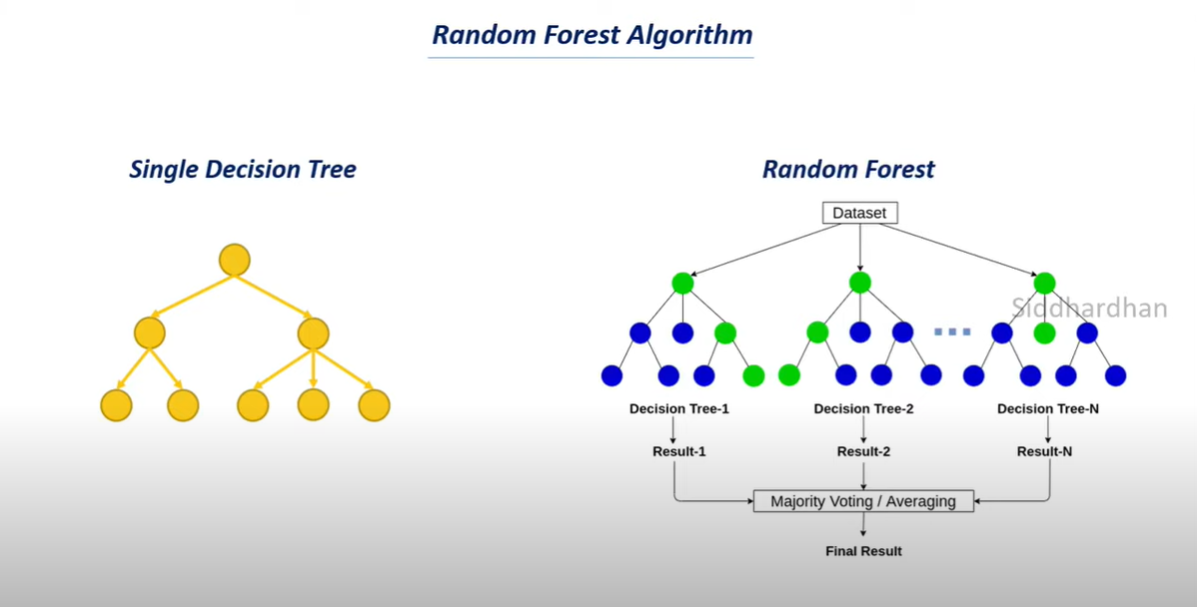 Random Forest Algorithm
Single Decision Tree
Random Forest
Dataset
Siddhardhan
Decision Tree-1
Decision Tree-2
Decision Tree-N
Result-1
Result-2
Result-N
Majority Voting / Averaging
Final Result